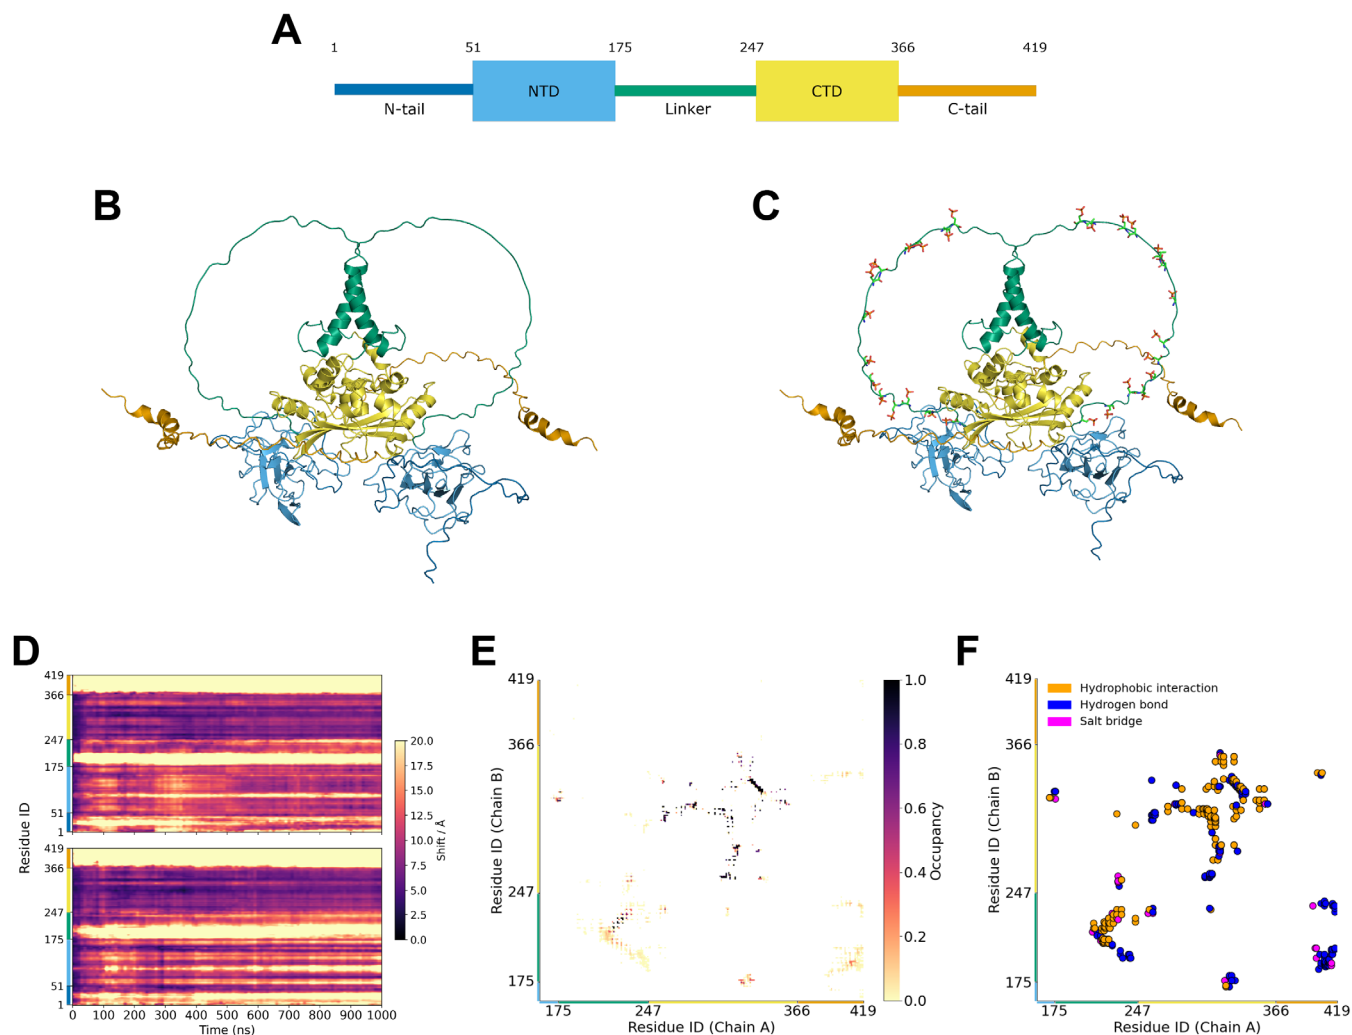 A
1 51 175 247 366 419
NTD CTD
N-tail Linker C-tail
B
C
D
419
366
247
175
51
1
419
366
247
175
51
1
0 100 200 300 400 500 600 700 800 900 1000
Time (ns)
Residue ID
20.0
17.5
15.0
12.5
10.0
7.5
5.0
2.5
0.0
Shift / Å
E
419
366
247
175
175 247 366 419
Residue ID (Chain A)
Residue ID (Chain B)
1.0
0.8
0.6
0.4
0.2
0.0
Occupancy
F
Hydrophobic interaction
Hydrogen bond
Salt bridge
419
366
247
175
175 247 366 419
Residue ID (Chain A)
Residue ID (Chain B)